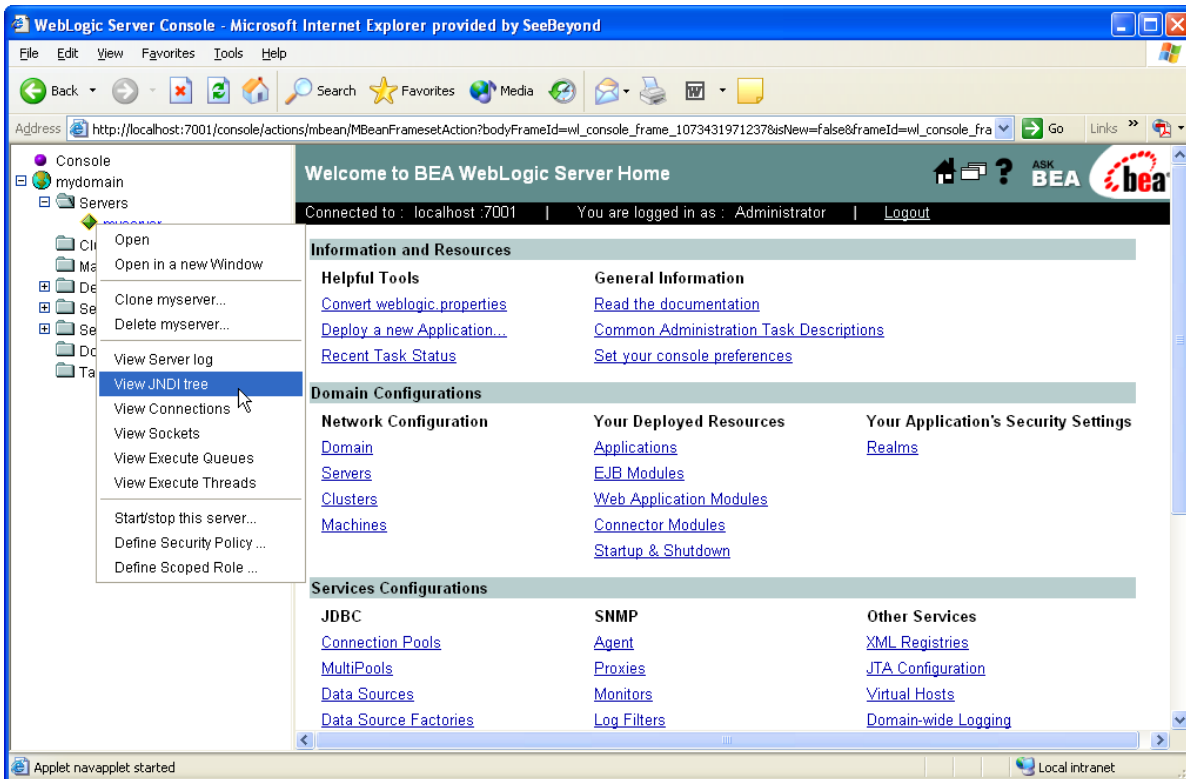 WebLogic Server Console - Microsoft Internet Explorer provided by SeeBeyond
File Edit View Favorites Tools Help
Back Search Favorites Media
Address http://localhost:7001/console/actions/mbean/MBeanFramesetAction?bodyFrameId=wl_console_frame_1073431971237&isNew=false&frameId=wl_console_fra Go Links »
Console
mydomain
Servers
myserver
Clu
Ma
De
Se
Se
Do
Ta
Open
Open in a new Window
Clone myserver...
Delete myserver...
View Server log
View JNDI tree
View Connections
View Sockets
View Execute Queues
View Execute Threads
Start/stop this server...
Define Security Policy ...
Define Scoped Role ...
Welcome to BEA WebLogic Server Home
? ASK BEA bea
Connected to : localhost :7001 | You are logged in as : Administrator | Logout
Information and Resources
Helpful Tools General Information
Convert weblogic.properties Read the documentation
Deploy a new Application... Common Administration Task Descriptions
Recent Task Status Set your console preferences
Domain Configurations
Network Configuration Your Deployed Resources Your Application's Security Settings
Domain Applications Realms
Servers EJB Modules
Clusters Web Application Modules
Machines Connector Modules
Startup & Shutdown
Services Configurations
JDBC SNMP Other Services
Connection Pools Agent XML Registries
MultiPools Proxies JTA Configuration
Data Sources Monitors Virtual Hosts
Data Source Factories Log Filters Domain-wide Logging
Applet navapplet started Local intranet